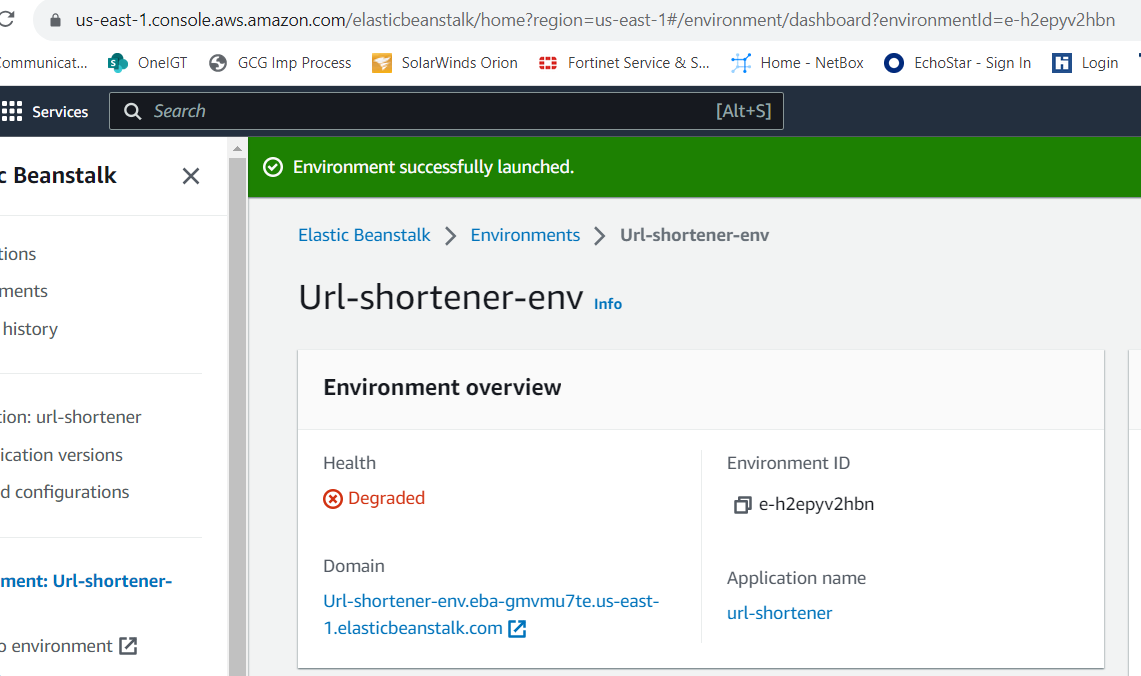 us-east-1.console.aws.amazon.com/elasticbeanstalk/home?region=us-east-1#/environment/dashboard?environmentId=e-h2epyv2hbn
ommunicat... OneIGT GCG Imp Process SolarWinds Orion Fortinet Service & S... Home - NetBox EchoStar - Sign In Login
Services Search [Alt+S]
c Beanstalk
Environment successfully launched.
Elastic Beanstalk Environments Url-shortener-env
tions
ments
history
Url-shortener-env Info
Environment overview
tion: url-shortener
ication versions
d configurations
Health
Degraded
Environment ID
e-h2epyv2hbn
ment: Url-shortener-
o environment
Domain
Url-shortener-env.eba-gmvmu7te.us-east-
1.elasticbeanstalk.com
Application name
url-shortener